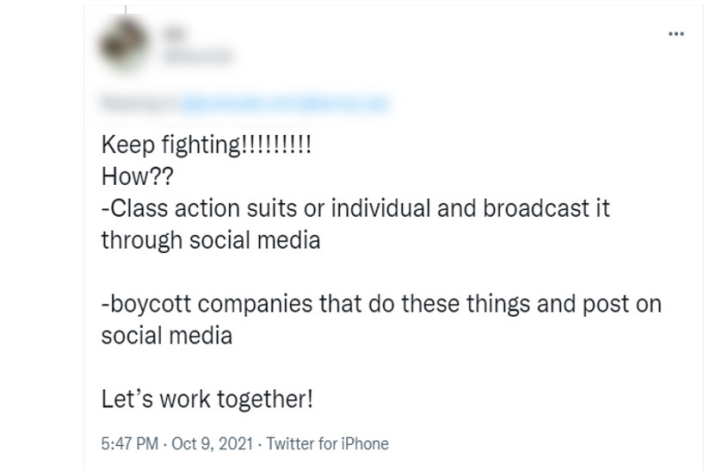 Keep fighting!!!!!!!!!
How??
-Class action suits or individual and broadcast it
through social media
-boycott companies that do these things and post on
social media
Let’s work together!
5:47 PM · Oct 9, 2021 · Twitter for iPhone